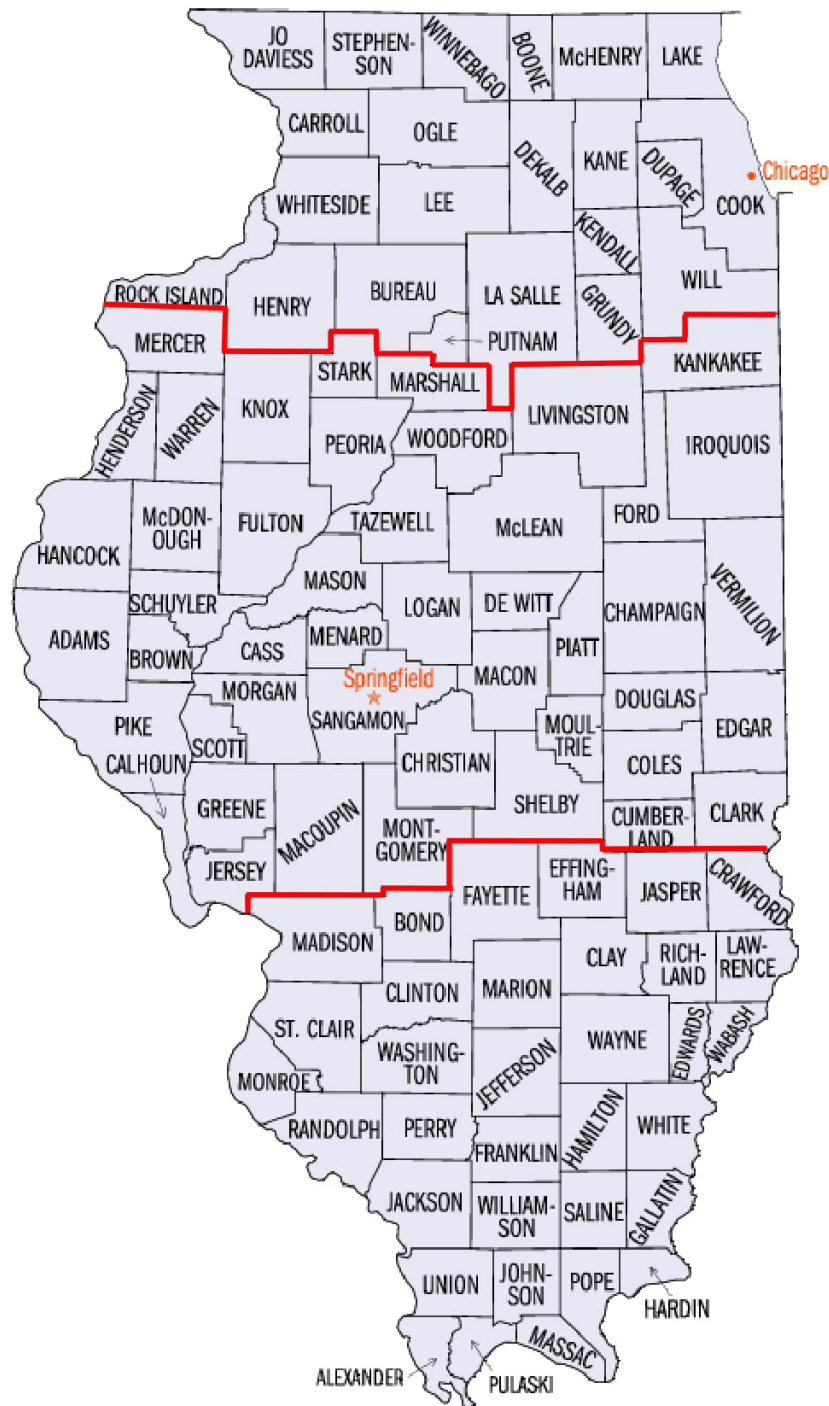 JO
DAVIESS
STEPHEN-
SON
WINNEBAGO
BOONE
McHENRY
LAKE
CARROLL
OGLE
DEKALB
KANE
DUPAGE
Chicago
COOK
WHITESIDE
LEE
KENDALL
WILL
ROCK ISLAND
HENRY
BUREAU
LA SALLE
GRUNDY
PUTNAM
MERCER
STARK
MARSHALL
KANKAKEE
HENDERSON
WARREN
KNOX
PEORIA
WOODFORD
LIVINGSTON
IROQUOIS
HANCOCK
McDON-
OUGH
FULTON
TAZEWELL
McLEAN
FORD
MASON
SCHUYLER
LOGAN
DE WITT
CHAMPAIGN
VERMILION
ADAMS
BROWN
CASS
MENARD
PIATT
MACON
Springfield
MORGAN
SANGAMON
DOUGLAS
PIKE
SCOTT
CHRISTIAN
MOUL-
TRIE
EDGAR
CALHOUN
COLES
GREENE
MACOUPIN
MONT-
GOMERY
SHELBY
CUMBER-
LAND
CLARK
JERSEY
FAYETTE
EFFING-
HAM
JASPER
CRAWFORD
MADISON
BOND
CLAY
RICH-
LAND
LAW-
RENCE
CLINTON
MARION
ST. CLAIR
WAYNE
EDWARDS
WABASH
WASHING-
TON
JEFFERSON
MONROE
RANDOLPH
PERRY
FRANKLIN
HAMILTON
WHITE
JACKSON
WILLIAM-
SON
SALINE
GALLATIN
UNION
JOHN-
SON
POPE
HARDIN
MASSAC
ALEXANDER
PULASKI